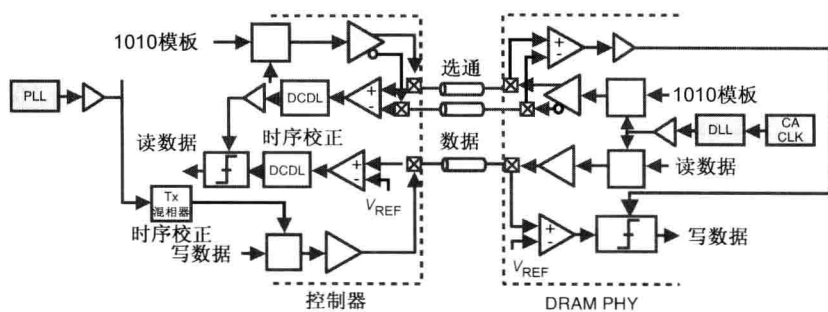 1010模板
选通
PLL
DCDL
+
-
+
-
1010模板
时序校正
DLL
CA
CLK
读数据
DCDL
+
-
数据
读数据
VREF
Tx
混相器
时序校正
+
-
写数据
写数据
VREF
控制器
DRAM PHY